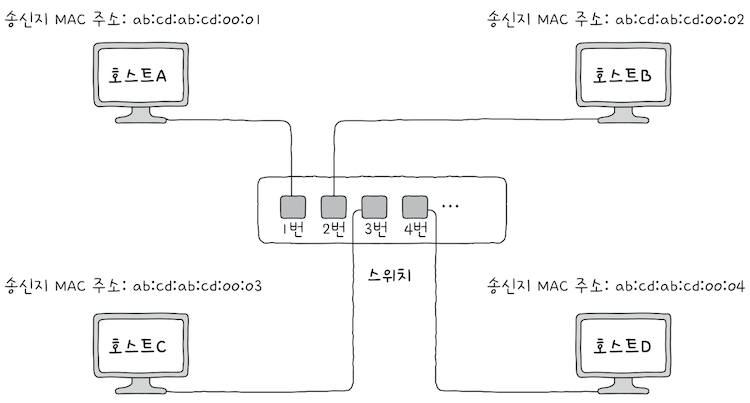 송신지 MAC 주소: ab:cd:ab:cd:00:01
송신지 MAC 주소: ab:cd:ab:cd:00:02
호스트A
호스트B
1번 2번 3번 4번 ...
스위치
송신지 MAC 주소: ab:cd:ab:cd:00:03
송신지 MAC 주소: ab:cd:ab:cd:00:04
호스트C
호스트D